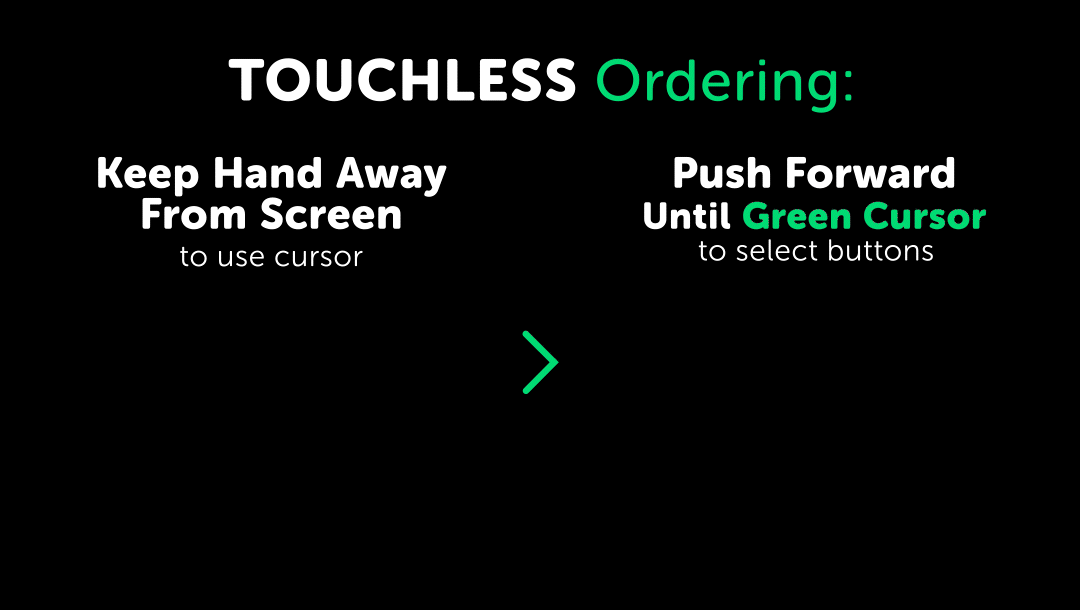 TOUCHLESS Ordering:
Keep Hand Away
From Screen
to use cursor
Push Forward
Until Green Cursor
to select buttons